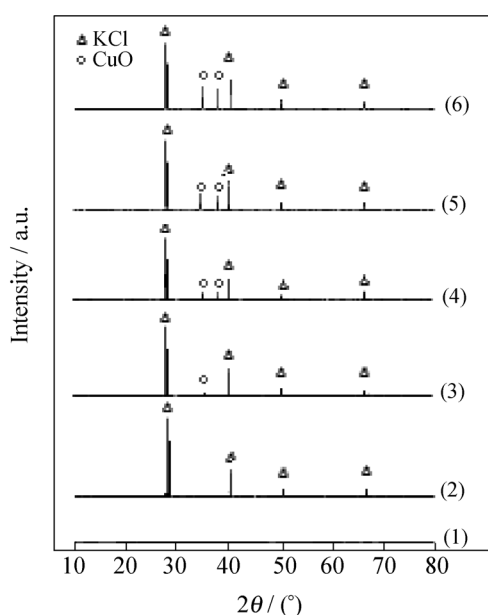 △ KCl
○ CuO
(6)
(5)
(4)
(3)
(2)
(1)
Intensity / a.u.
10 20 30 40 50 60 70 80
2θ / (°)